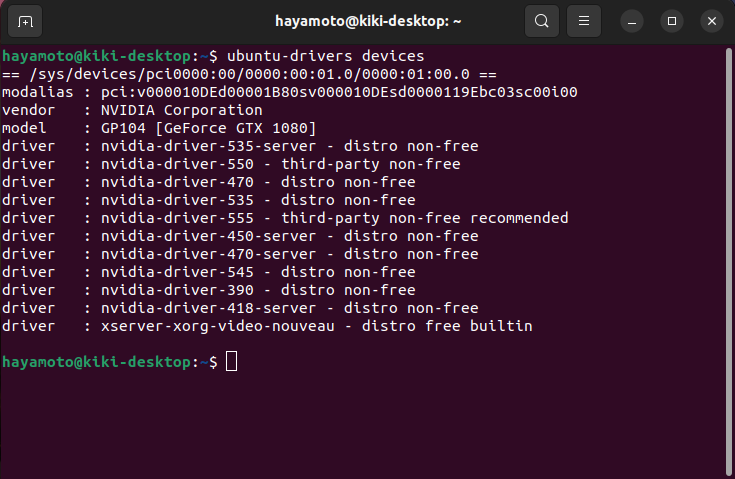 hayamoto@kiki-desktop: ~
hayamoto@kiki-desktop:~$ ubuntu-drivers devices
== /sys/devices/pci0000:00/0000:00:01.0/0000:01:00.0 ==
modalias : pci:v000010DEd00001B80sv000010DEsd0000119Ebc03sc00i00
vendor   : NVIDIA Corporation
model    : GP104 [GeForce GTX 1080]
driver   : nvidia-driver-535-server - distro non-free
driver   : nvidia-driver-550 - third-party non-free
driver   : nvidia-driver-470 - distro non-free
driver   : nvidia-driver-535 - distro non-free
driver   : nvidia-driver-555 - third-party non-free recommended
driver   : nvidia-driver-450-server - distro non-free
driver   : nvidia-driver-470-server - distro non-free
driver   : nvidia-driver-545 - distro non-free
driver   : nvidia-driver-390 - distro non-free
driver   : nvidia-driver-418-server - distro non-free
driver   : xserver-xorg-video-nouveau - distro free builtin
hayamoto@kiki-desktop:~$